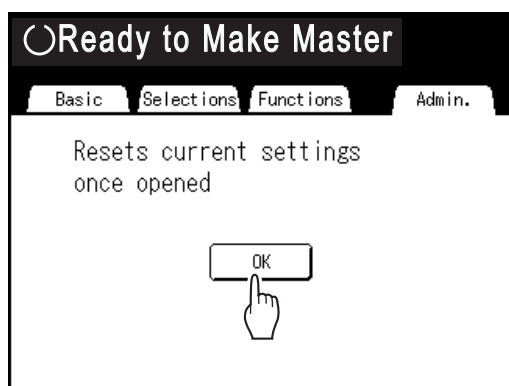 Ready to Make Master
Basic Selections Functions Admin.
Resets current settings
once opened
OK